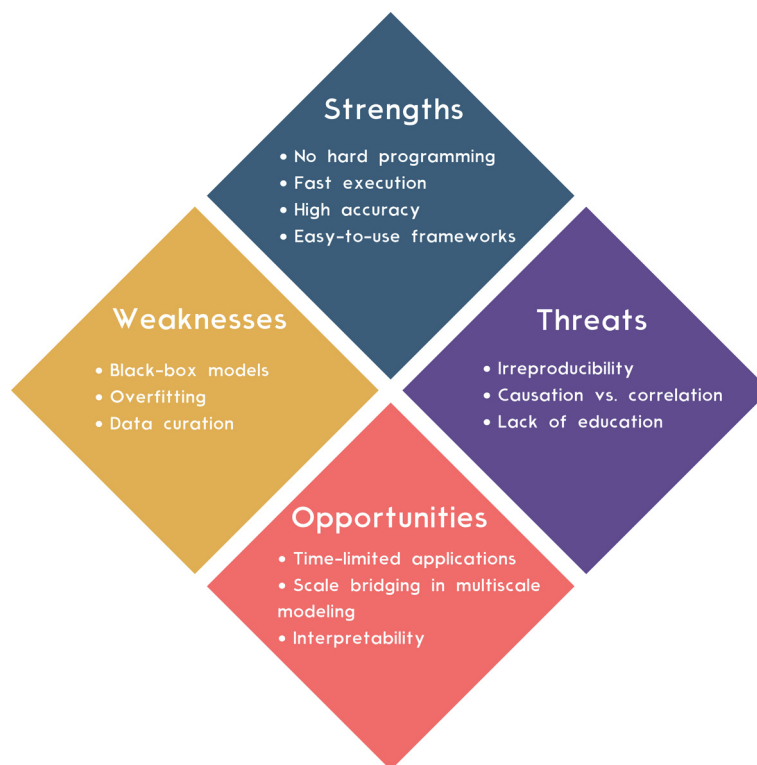 Strengths
• No hard programming
• Fast execution
• High accuracy
• Easy-to-use frameworks
Weaknesses
• Black-box models
• Overfitting
• Data curation
Threats
• Irreproducibility
• Causation vs. correlation
• Lack of education
Opportunities
• Time-limited applications
• Scale bridging in multiscale
modeling
• Interpretability